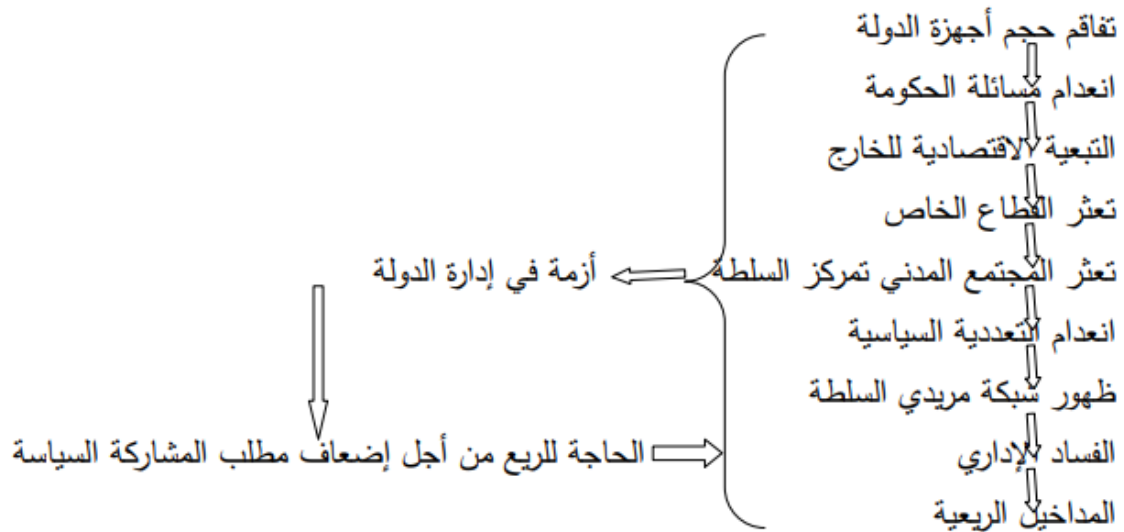 تفاقم حجم أجهزة الدولة
انعدام مسائلة الحكومة
التبعية الاقتصادية للخارج
تعثر القطاع الخاص
تعثر المجتمع المدني تمركز السلطة
أزمة في إدارة الدولة
انعدام التعددية السياسية
ظهور شبكة مريدي السلطة
الفساد الإداري
الحاجة للريع من أجل إضعاف مطلب المشاركة السياسة
المداخيل الريعية